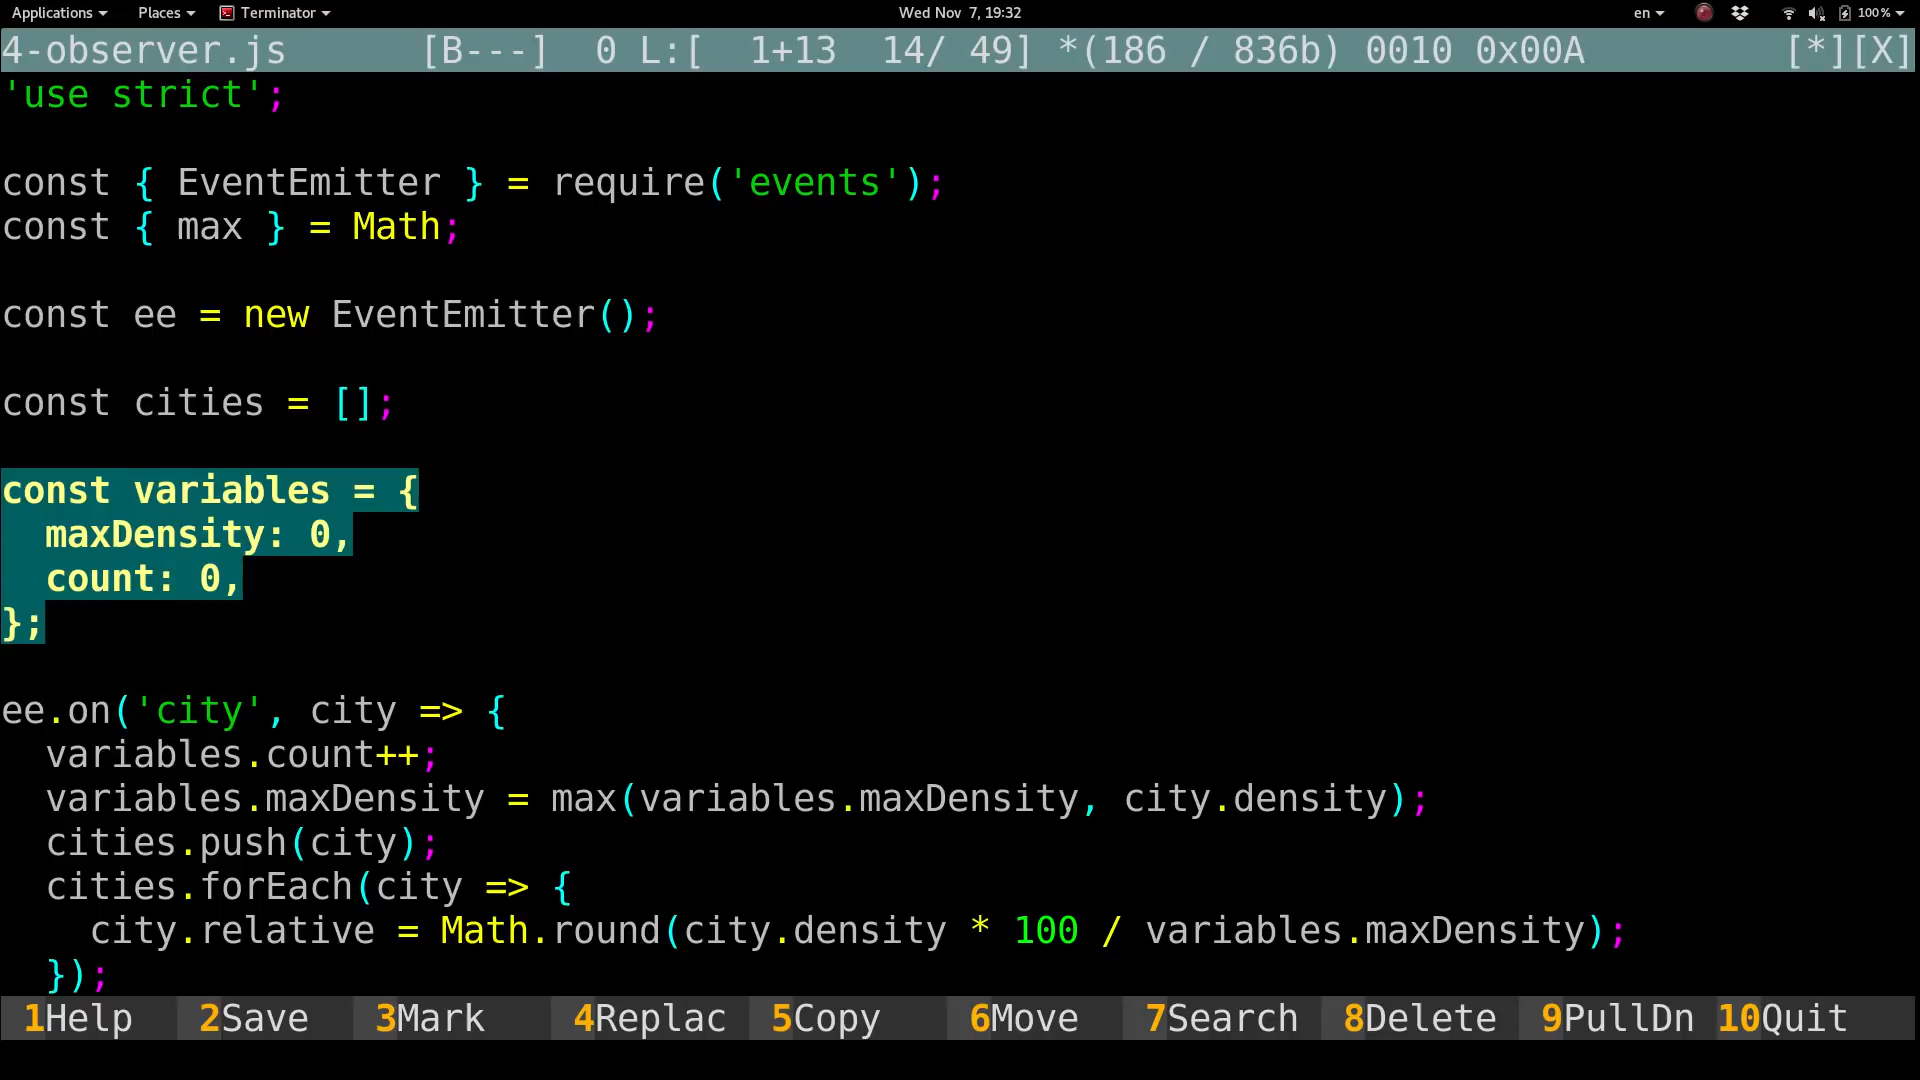 Applications Places Terminator Wed Nov 7, 19:32 en 100%
4-observer.js [B---] 0 L:[ 1+13 14/ 49] *(186 / 836b) 0010 0x00A [*][X]
'use strict';
const { EventEmitter } = require('events');
const { max } = Math;
const ee = new EventEmitter();
const cities = [];
const variables = {
  maxDensity: 0,
  count: 0,
};
ee.on('city', city => {
  variables.count++;
  variables.maxDensity = max(variables.maxDensity, city.density);
  cities.push(city);
  cities.forEach(city => {
    city.relative = Math.round(city.density * 100 / variables.maxDensity);
  });
1Help 2Save 3Mark 4Replac 5Copy 6Move 7Search 8Delete 9PullDn 10Quit